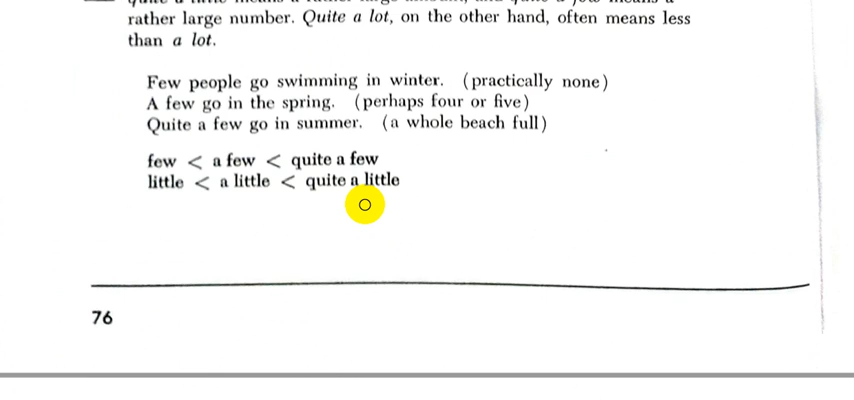 rather large number. Quite a lot, on the other hand, often means less
than a lot.
Few people go swimming in winter. (practically none)
A few go in the spring. (perhaps four or five)
Quite a few go in summer. (a whole beach full)
few < a few < quite a few
little < a little < quite a little
76